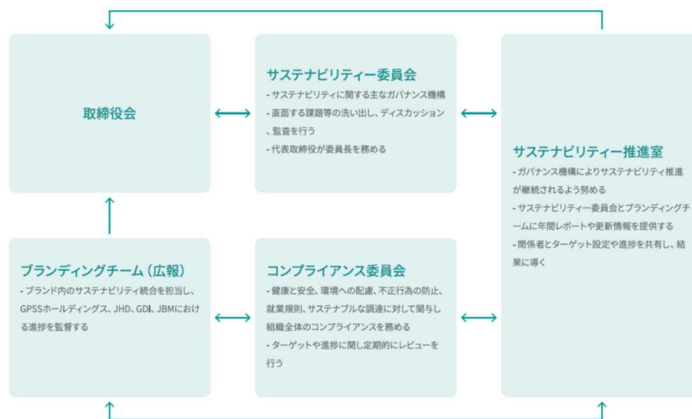 取締役会
サステナビリティー委員会
- サステナビリティに関する主なガバナンス機構
- 直面する課題等の洗い出し、ディスカッション
、監査を行う
- 代表取締役が委員長を務める
サステナビリティー推進室
- ガバナンス機構によりサステナビリティ推進
が継続されるよう努める
- サステナビリティー委員会とブランディングチ
ームに年間レポートや更新情報を提供する
- 関係者とターゲット設定や進捗を共有し、結
果に導く
ブランディングチーム（広報）
- ブランド内のサステナビリティ統合を担当し、
GPSSホールディングス、JHD、GDI、JBMにおけ
る進捗を監督する
コンプライアンス委員会
- 健康と安全、環境への配慮、不正行為の防止、
就業規則、サステナブルな調達に対して関与し
組織全体のコンプライアンスを務める
- ターゲットや進捗に関し定期的にレビューを
行う